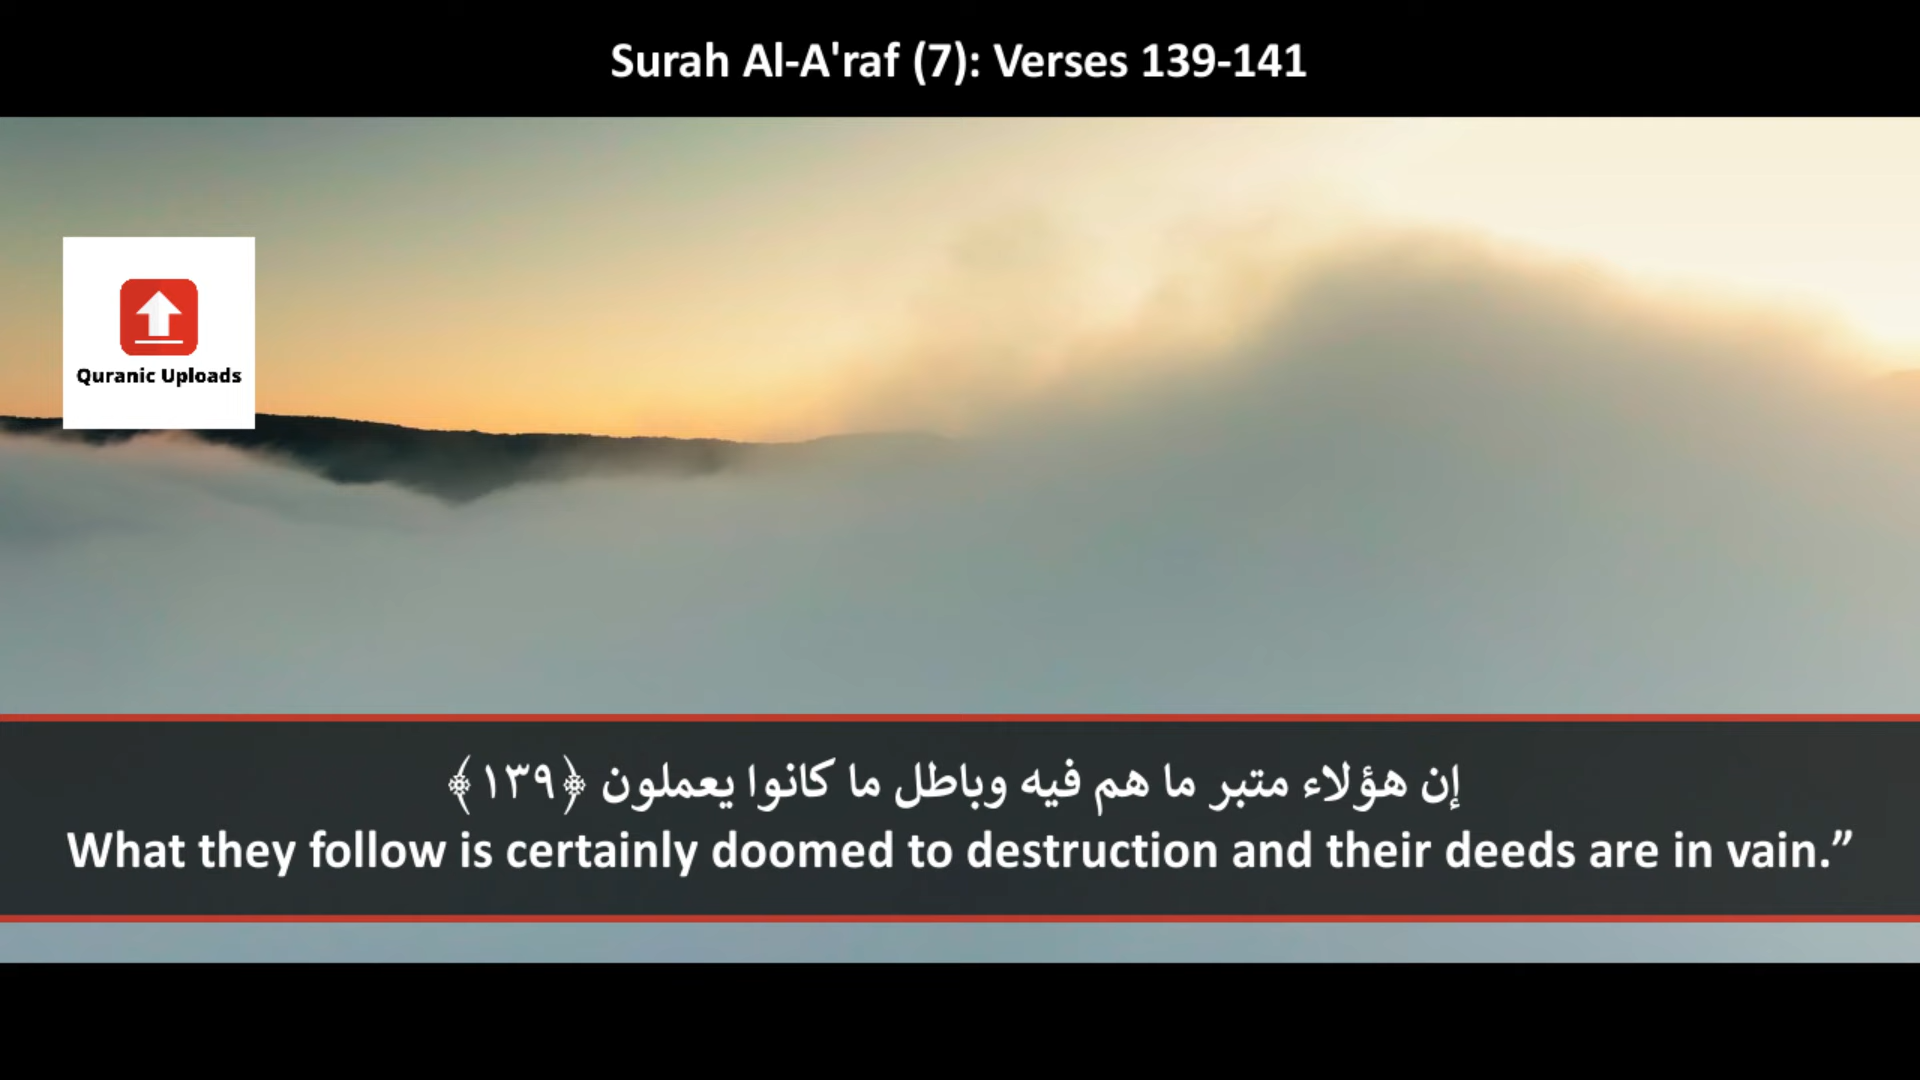 Surah Al-A'raf (7): Verses 139-141
Quranic Uploads
إن هؤلاء متبر ما هم فيه وباطل ما كانوا يعملون ﴿١٣٩﴾
What they follow is certainly doomed to destruction and their deeds are in vain.”